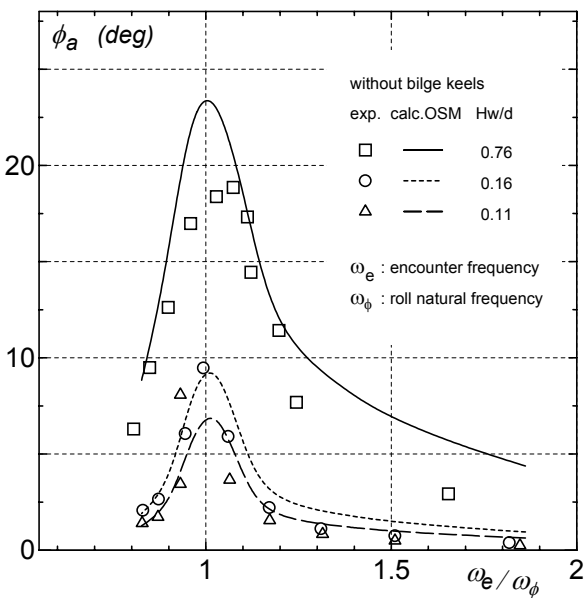 ϕa (deg)
without bilge keels
exp. calc.OSM Hw/d
0.76
0.16
0.11
ωe : encounter frequency
ωϕ : roll natural frequency
20
10
0
1
1.5
2
ωe / ωϕ